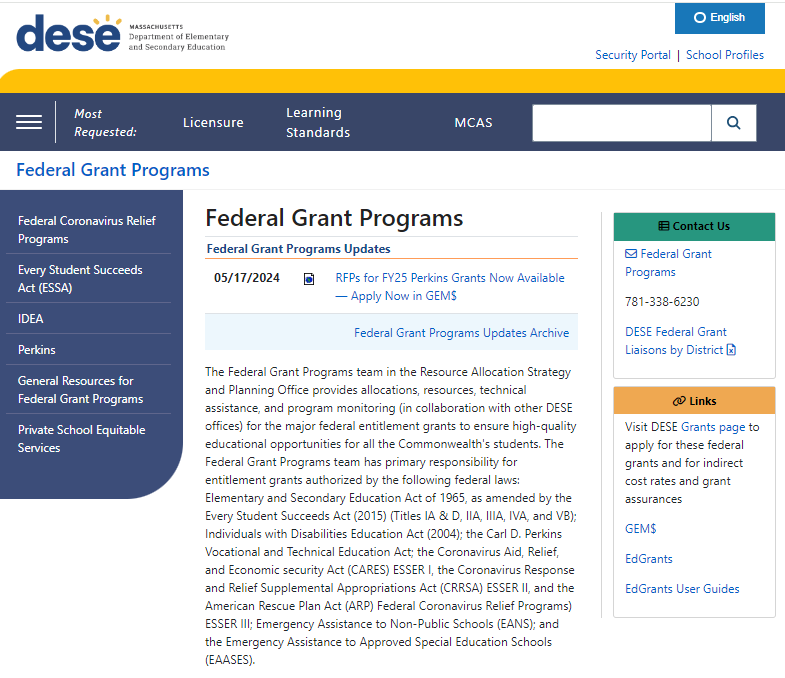 dese
MASSACHUSETTS
Department of Elementary
and Secondary Education
English
Security Portal | School Profiles
Most
Requested:
Licensure
Learning
Standards
MCAS
Federal Grant Programs
Federal Coronavirus Relief
Programs
Every Student Succeeds
Act (ESSA)
IDEA
Perkins
General Resources for
Federal Grant Programs
Private School Equitable
Services
Federal Grant Programs
Federal Grant Programs Updates
05/17/2024
RFPs for FY25 Perkins Grants Now Available
— Apply Now in GEM$
Federal Grant Programs Updates Archive
The Federal Grant Programs team in the Resource Allocation Strategy
and Planning Office provides allocations, resources, technical
assistance, and program monitoring (in collaboration with other DESE
offices) for the major federal entitlement grants to ensure high-quality
educational opportunities for all the Commonwealth's students. The
Federal Grant Programs team has primary responsibility for
entitlement grants authorized by the following federal laws:
Elementary and Secondary Education Act of 1965, as amended by the
Every Student Succeeds Act (2015) (Titles IA & D, IIA, IIIA, IVA, and VB);
Individuals with Disabilities Education Act (2004); the Carl D. Perkins
Vocational and Technical Education Act; the Coronavirus Aid, Relief,
and Economic security Act (CARES) ESSER I, the Coronavirus Response
and Relief Supplemental Appropriations Act (CRRSA) ESSER II, and the
American Rescue Plan Act (ARP) Federal Coronavirus Relief Programs)
ESSER III; Emergency Assistance to Non-Public Schools (EANS); and
the Emergency Assistance to Approved Special Education Schools
(EAASES).
Contact Us
Federal Grant
Programs
781-338-6230
DESE Federal Grant
Liaisons by District
Links
Visit DESE Grants page to
apply for these federal
grants and for indirect
cost rates and grant
assurances
GEM$
EdGrants
EdGrants User Guides